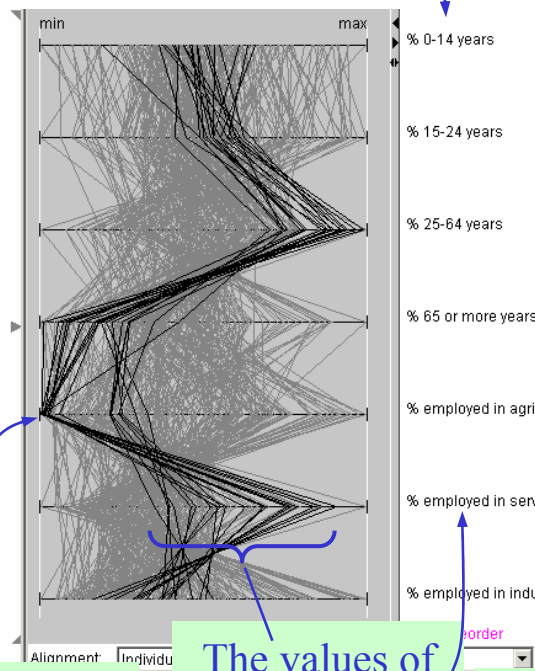 min max
% 0-14 years
% 15-24 years
% 25-64 years
% 65 or more years
% employed in agri
% employed in serv
% employed in indu
eorder
Alignment: Individu
The values of